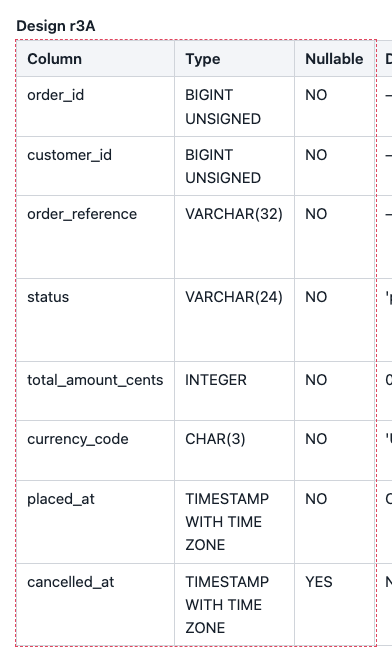 Design r3A
Column Type Nullable
order_id BIGINT NO
UNSIGNED
customer_id BIGINT NO
UNSIGNED
order_reference VARCHAR(32) NO
status VARCHAR(24) NO
total_amount_cents INTEGER NO
currency_code CHAR(3) NO
placed_at TIMESTAMP NO
WITH TIME
ZONE
cancelled_at TIMESTAMP YES
WITH TIME
ZONE